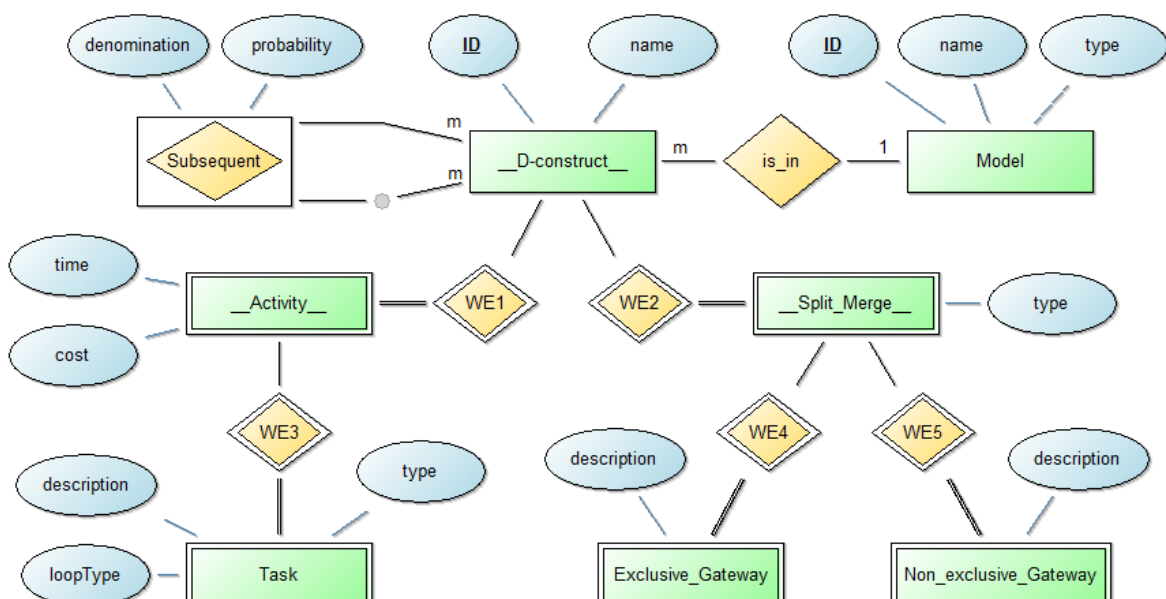 denomination
probability
ID
name
ID
name
type
Subsequent
m
m
__D-construct__
m
is_in
1
Model
time
cost
__Activity__
WE1
WE2
__Split_Merge__
type
WE3
WE4
WE5
description
type
description
description
loopType
Task
Exclusive_Gateway
Non_exclusive_Gateway